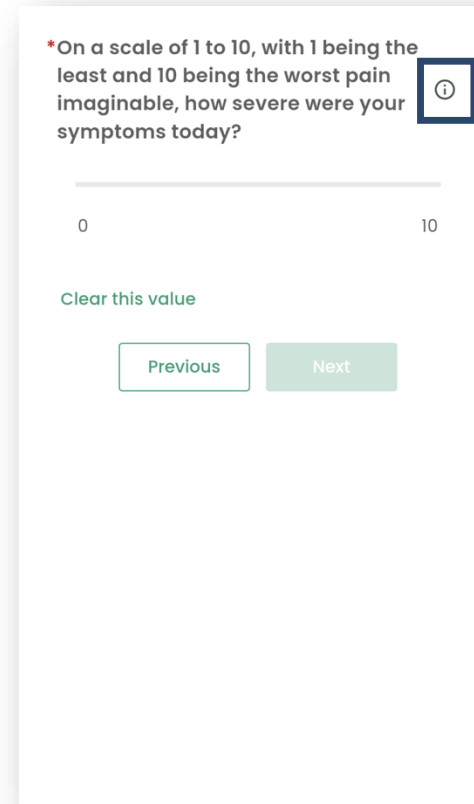 *On a scale of 1 to 10, with 1 being the
least and 10 being the worst pain
imaginable, how severe were your
symptoms today?
0 10
Clear this value
Previous Next